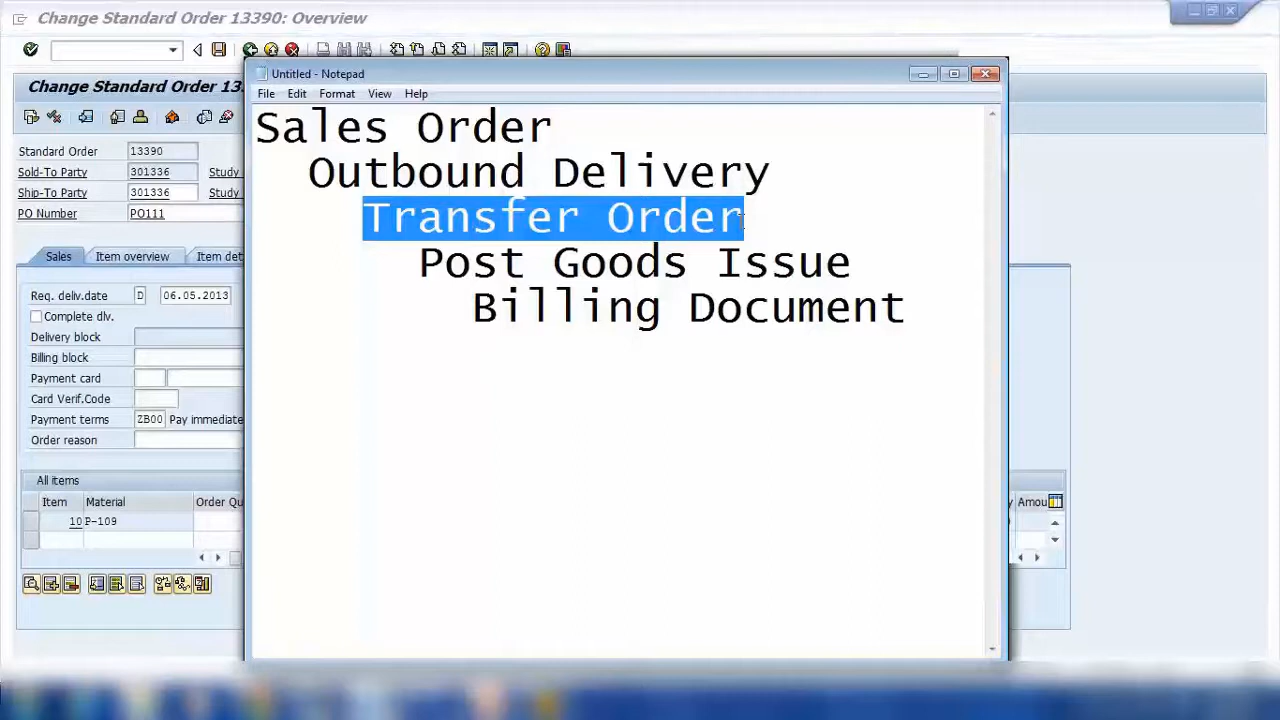 Change Standard Order 13390: Overview
Untitled - Notepad
File Edit Format View Help
Sales Order
Outbound Delivery
Transfer Order
Post Goods Issue
Billing Document
Change Standard Order 13
Standard Order 13390
Sold-To Party 301336 Study
Ship-To Party 301336 Study
PO Number PO111
Sales Item overview Item det
Req. deliv.date D 06.05.2013
Complete dlv.
Delivery block
Billing block
Payment card
Card Verif.Code
Payment terms ZB00 Pay immediate
Order reason
All items
Item Material Order Qu Amou
10 P-109